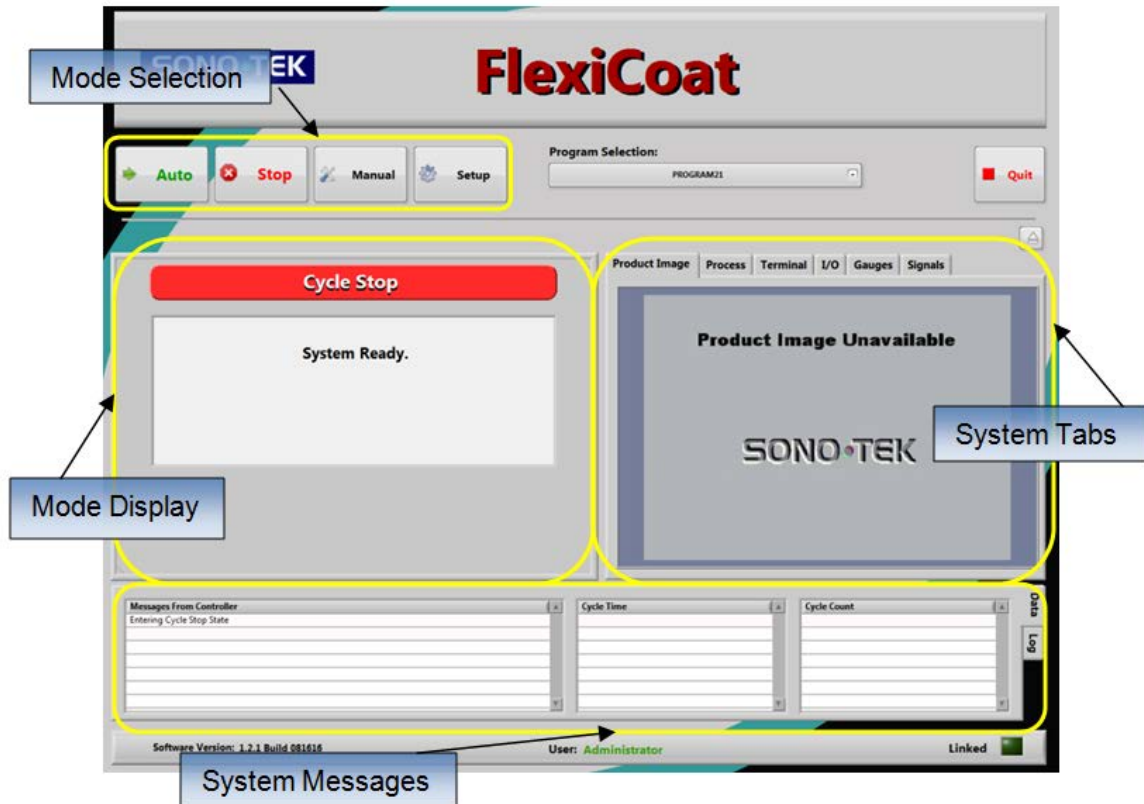 SONO TEK
FlexiCoat
Mode Selection
Auto
Stop
Manual
Setup
Program Selection:
PROGRAM21
Quit
Cycle Stop
System Ready.
Product Image
Process
Terminal
I/O
Gauges
Signals
Product Image Unavailable
SONO•TEK
System Tabs
Mode Display
Messages From Controller
Entering Cycle Stop State
Cycle Time
Cycle Count
Data
Log
Software Version: 1.2.1 Build 081616
User: Administrator
Linked
System Messages